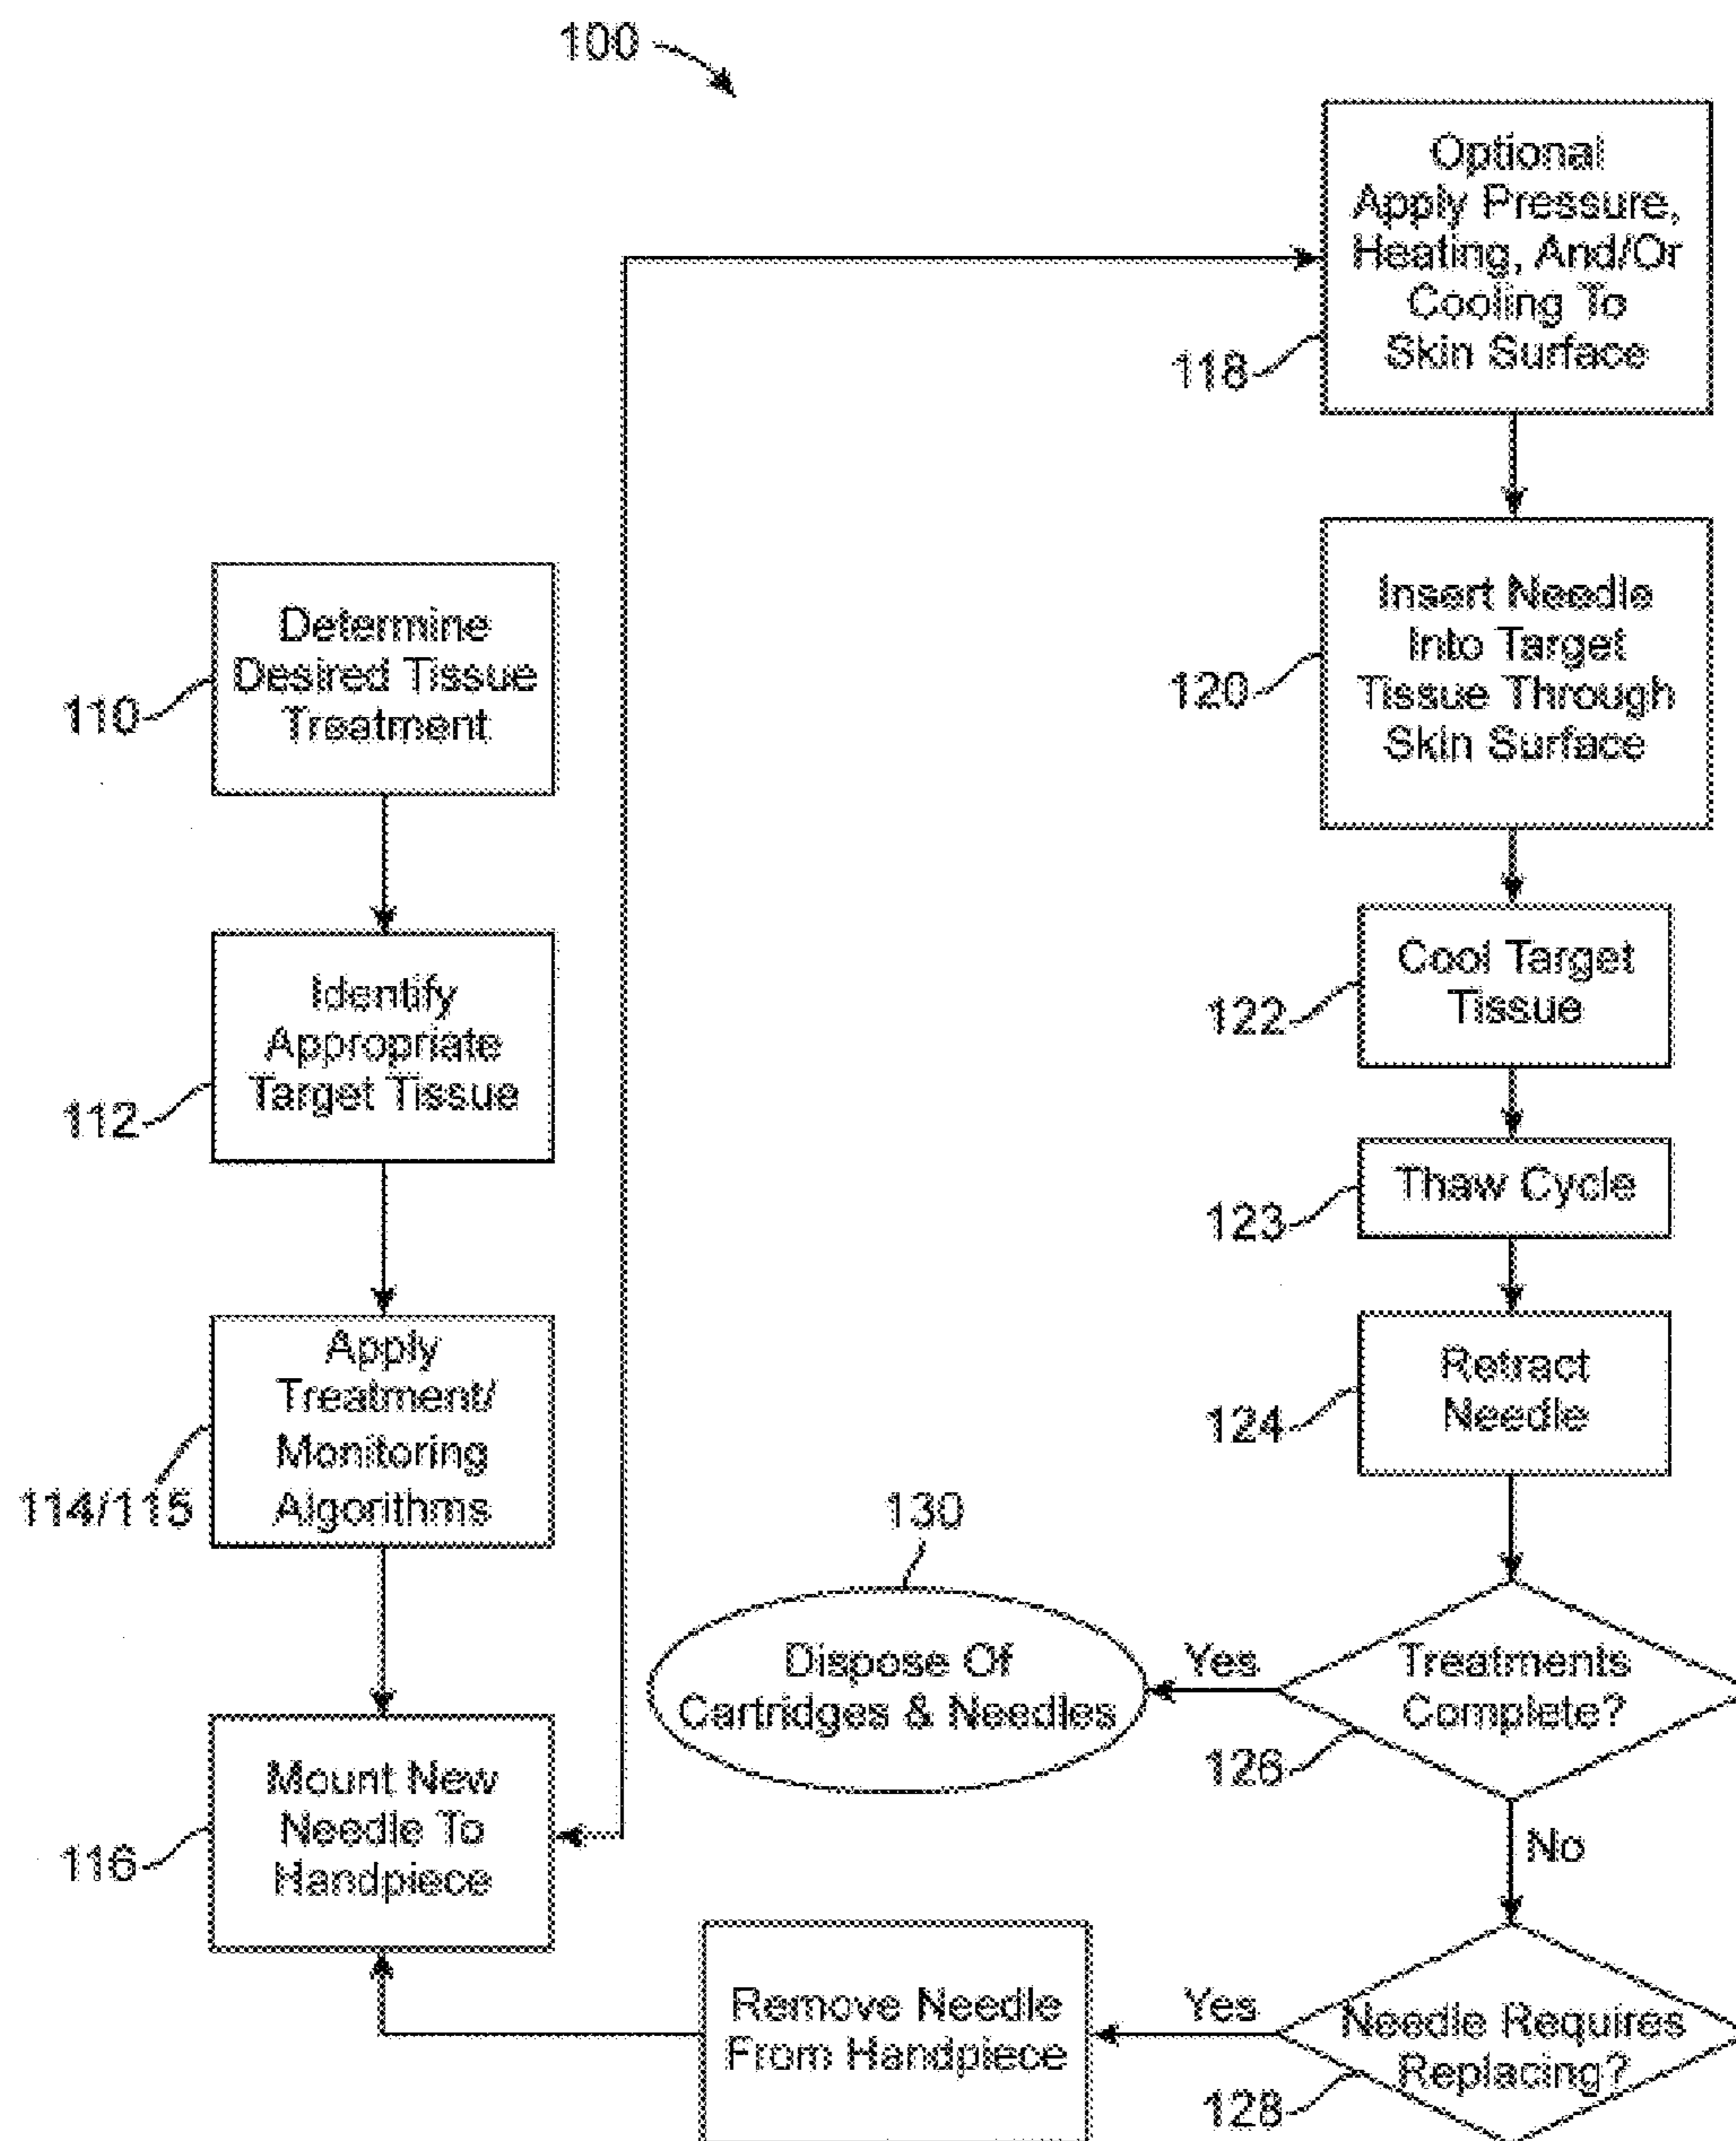 100
Optional
Apply Pressure,
Heating, And/Or
Cooling To
Skin Surface
118
Insert Needle
Into Target
Tissue Through
Skin Surface
120
Determine
Desired Tissue
Treatment
110
Cool Target
Tissue
122
Identify
Appropriate
Target Tissue
112
Thaw Cycle
123
Apply
Treatment/
Monitoring
Algorithms
114/115
Retract
Needle
124
130
Dispose Of
Cartridges & Needles
Yes
Treatments
Complete?
126
Mount New
Needle To
Handpiece
116
No
Remove Needle
From Handpiece
Yes
Needle Requires
Replacing?
128